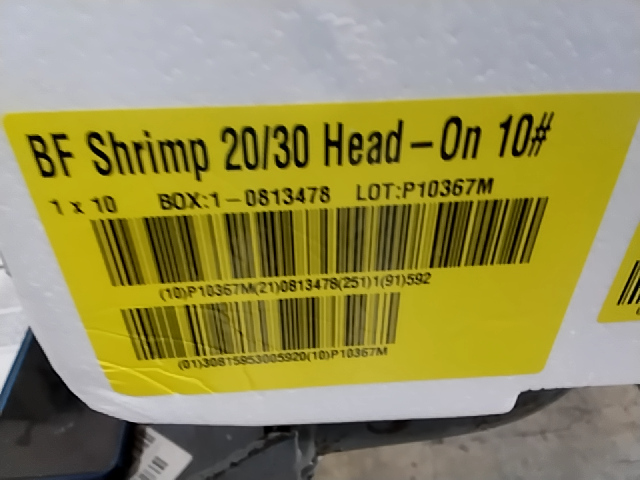 BF Shrimp 20/30 Head-On 10#
1 x 10 BOX:1-0813478 LOT:P10367M
(10)P10367M(21)0813478(251)1(91)592
(01)30815953005920(10)P10367M